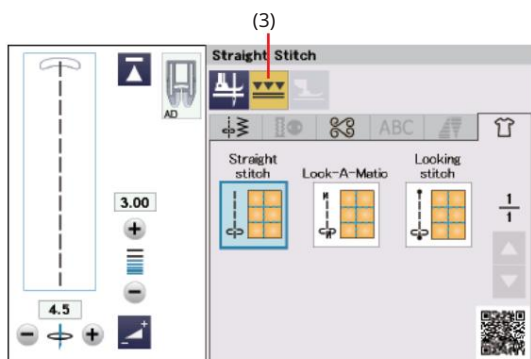 (3)
Straight Stitch
AD
ABC
Straight
stitch
Lock-A-Matic
Locking
stitch
3.00
1
1
4.5